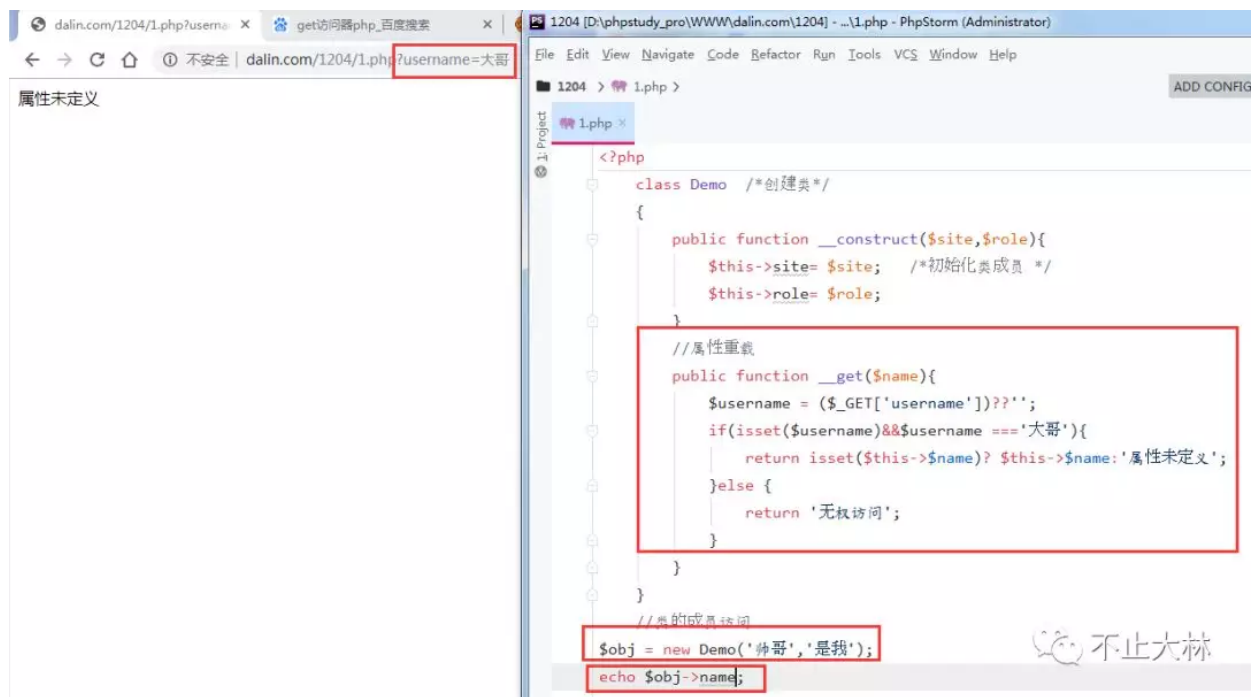 dalin.com/1204/1.php?userna
get访问器php_百度搜索
不安全 | dalin.com/1204/1.php?username=大哥
属性未定义
1204 [D:\phpstudy_pro\WWW\dalin.com\1204] - ...\1.php - PhpStorm (Administrator)
File Edit View Navigate Code Refactor Run Tools VCS Window Help
1204 > 1.php >
ADD CONFIG
1.php
1: Project
<?php
class Demo /*创建类*/
{
public function __construct($site,$role){
$this->site= $site; /*初始化类成员 */
$this->role= $role;
}
//属性重载
public function __get($name){
$username = ($_GET['username'])??'';
if(isset($username)&&$username ==='大哥'){
return isset($this->$name)? $this->$name:'属性未定义';
}else {
return '无权访问';
}
}
}
//类的成员访问
$obj = new Demo('帅哥','是我');
echo $obj->name;
不止大林